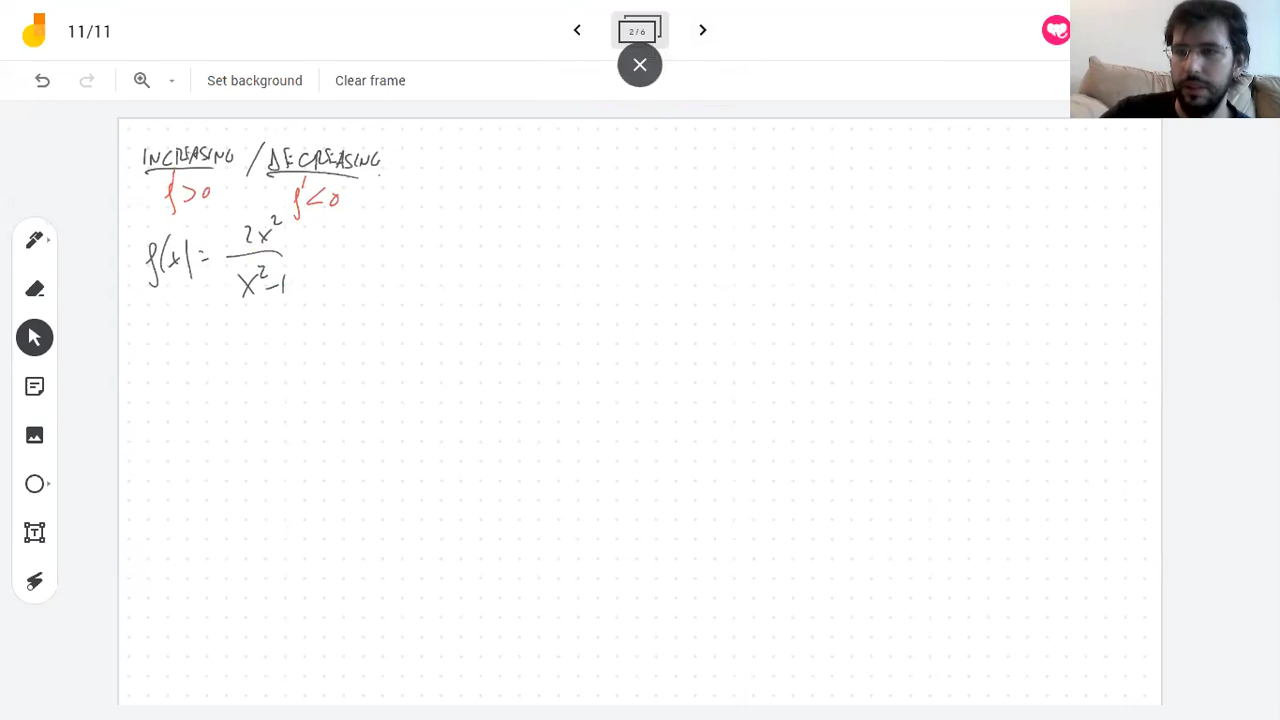 11/11
2/6
Set background
Clear frame
INCREASING / DECREASING
f'>0 f'<0
f(x)= 2x²
x²-1